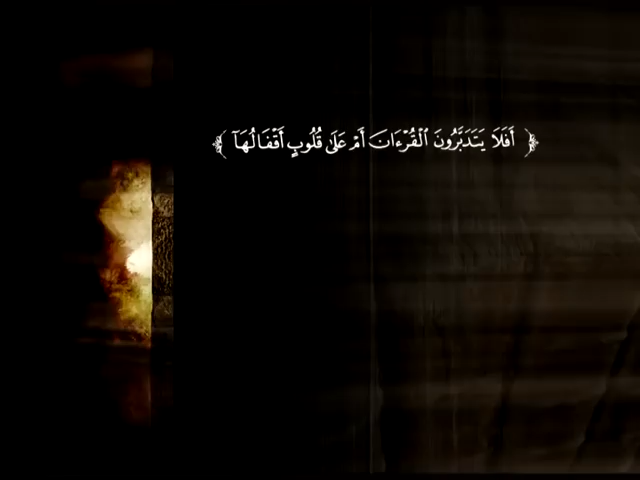 ﴿ أَفَلَا يَتَدَبَّرُونَ ٱلْقُرْءَانَ أَمْ عَلَىٰ قُلُوبٍ أَقْفَالُهَآ ﴾